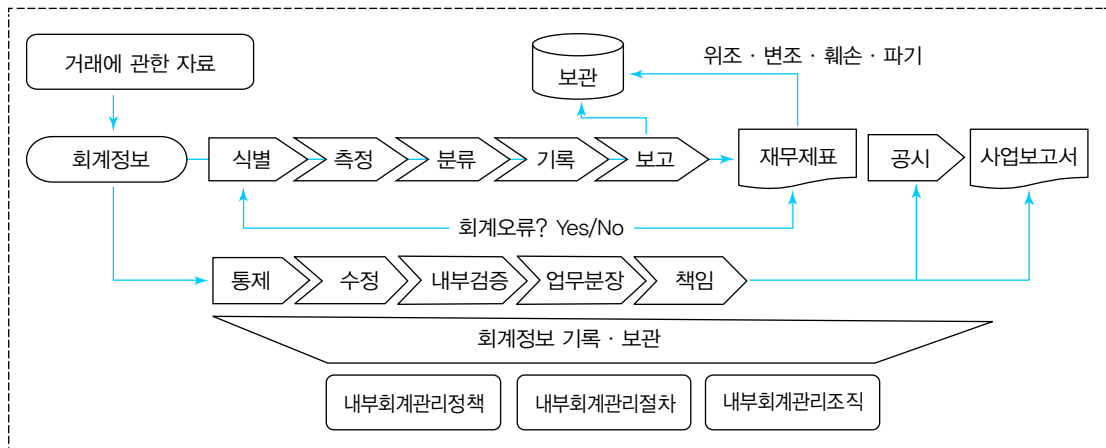 거래에 관한 자료
보관
위조 · 변조 · 훼손 · 파기
회계정보
식별
측정
분류
기록
보고
재무제표
공시
사업보고서
회계오류? Yes/No
통제
수정
내부검증
업무분장
책임
회계정보 기록 · 보관
내부회계관리정책
내부회계관리절차
내부회계관리조직